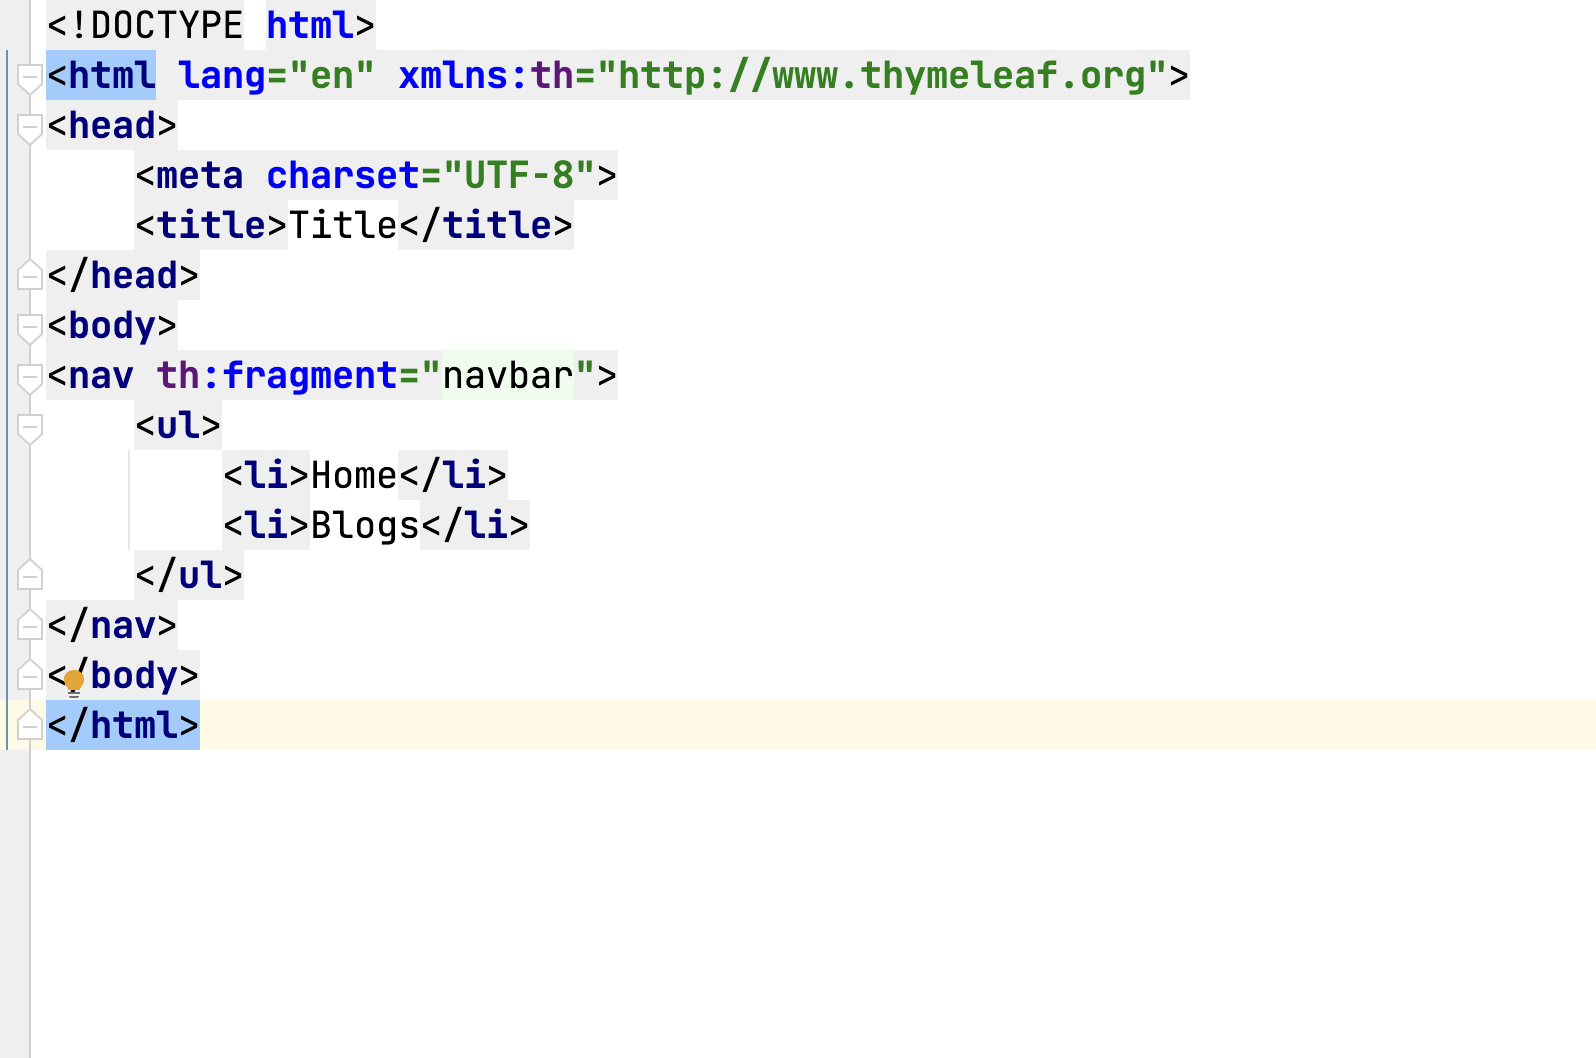 <!DOCTYPE html>
<html lang="en" xmlns:th="http://www.thymeleaf.org">
<head>
    <meta charset="UTF-8">
    <title>Title</title>
</head>
<body>
<nav th:fragment="navbar">
    <ul>
        <li>Home</li>
        <li>Blogs</li>
    </ul>
</nav>
</body>
</html>